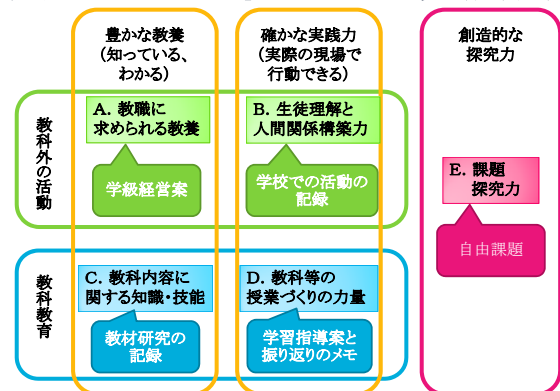 豊かな教養
(知っている、
わかる)
確かな実践力
(実際の現場で
行動できる)
創造的な
探究力
教科外の活動
A. 教職に
求められる教養
学級経営案
B. 生徒理解と
人間関係構築力
学校での活動の
記録
E. 課題
探究力
自由課題
教科教育
C. 教科内容に
関する知識・技能
教材研究の
記録
D. 教科等の
授業づくりの力量
学習指導案と
振り返りのメモ